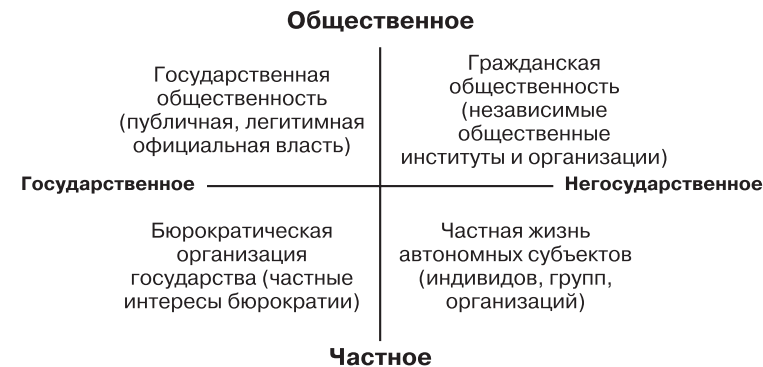 Общественное
Государственная
общественность
(публичная, легитимная
официальная власть)
Гражданская
общественность
(независимые
общественные
институты и организации)
Государственное
Негосударственное
Бюрократическая
организация
государства (частные
интересы бюрократии)
Частная жизнь
автономных субъектов
(индивидов, групп,
организаций)
Частное